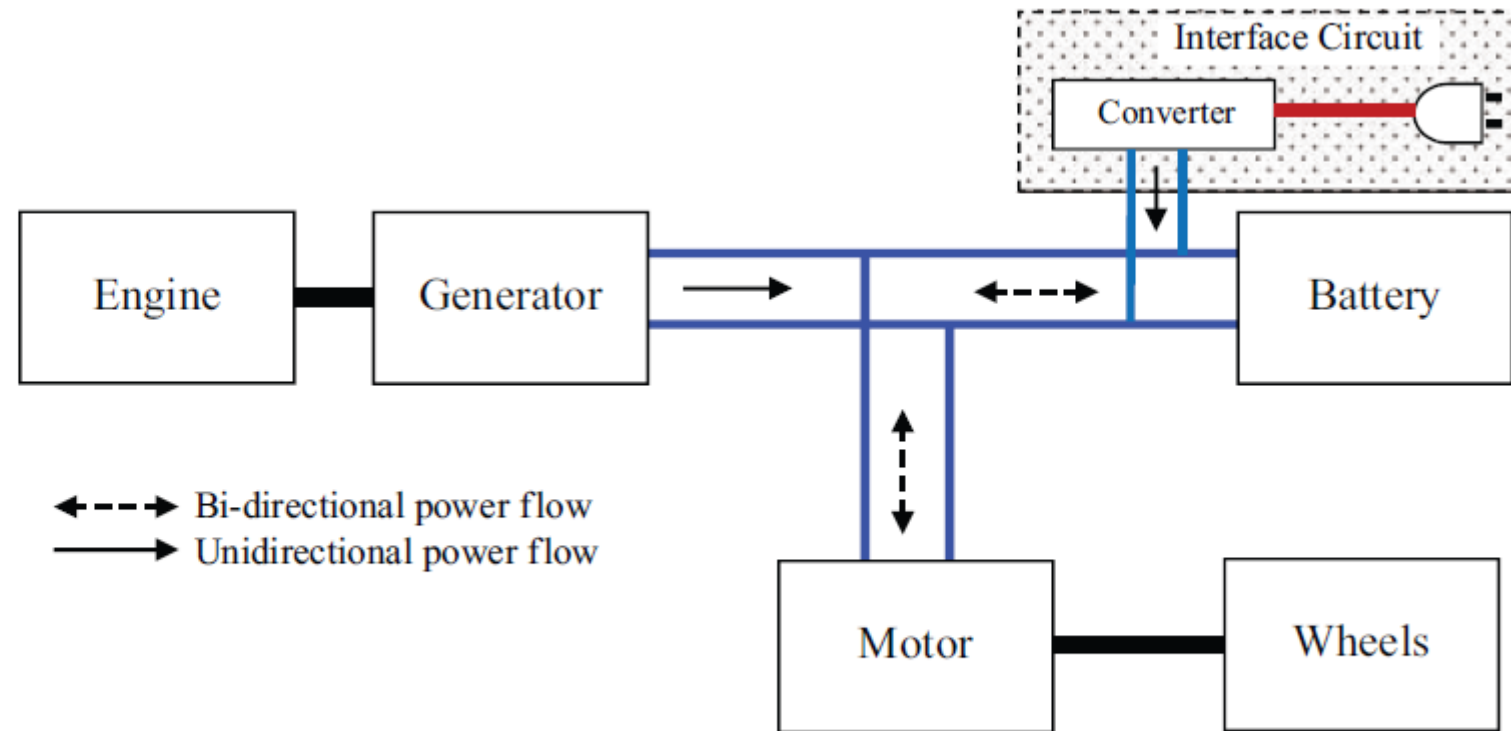 Interface Circuit
Converter
Engine
Generator
Battery
Bi-directional power flow
Unidirectional power flow
Motor
Wheels